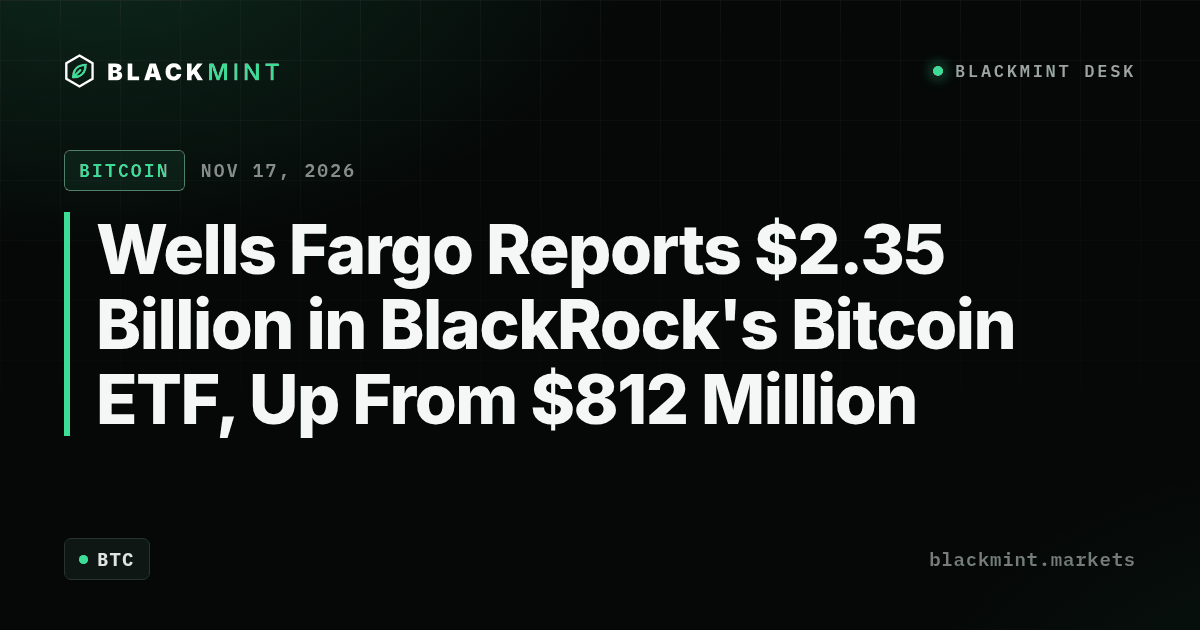 BLACKMINT
BLACKMINT DESK
BITCOIN
NOV 17, 2026
Wells Fargo Reports $2.35
Billion in BlackRock's Bitcoin
ETF, Up From $812 Million
BTC
blackmint.markets